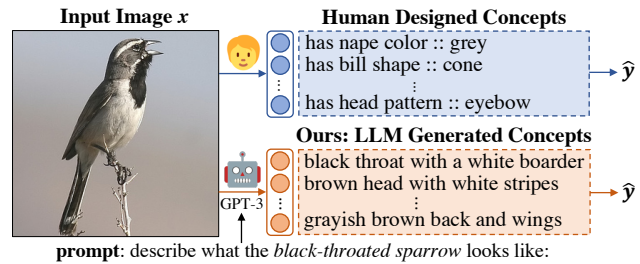 Input Image x
Human Designed Concepts
has nape color :: grey
has bill shape :: cone
⋮
has head pattern :: eyebow
ŷ
Ours: LLM Generated Concepts
GPT-3
black throat with a white boarder
brown head with white stripes
⋮
grayish brown back and wings
ŷ
prompt: describe what the black-throated sparrow looks like: